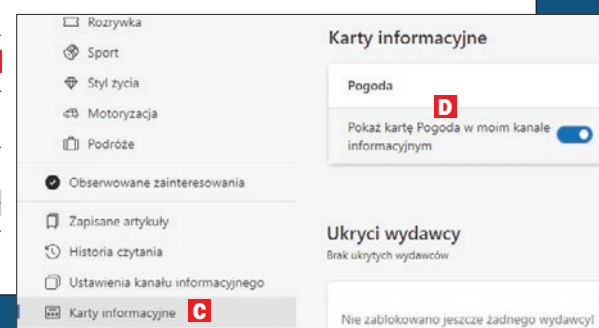 Rozrywka
Sport
Styl życia
Motoryzacja
Podróże
Obserwowane zainteresowania
Zapisane artykuły
Historia czytania
Ustawienia kanału informacyjnego
Karty informacyjne C
Karty informacyjne
Pogoda
D
Pokaż kartę Pogoda w moim kanale
informacyjnym
Ukryci wydawcy
Brak ukrytych wydawców
Nie zablokowano jeszcze żadnego wydawcy!